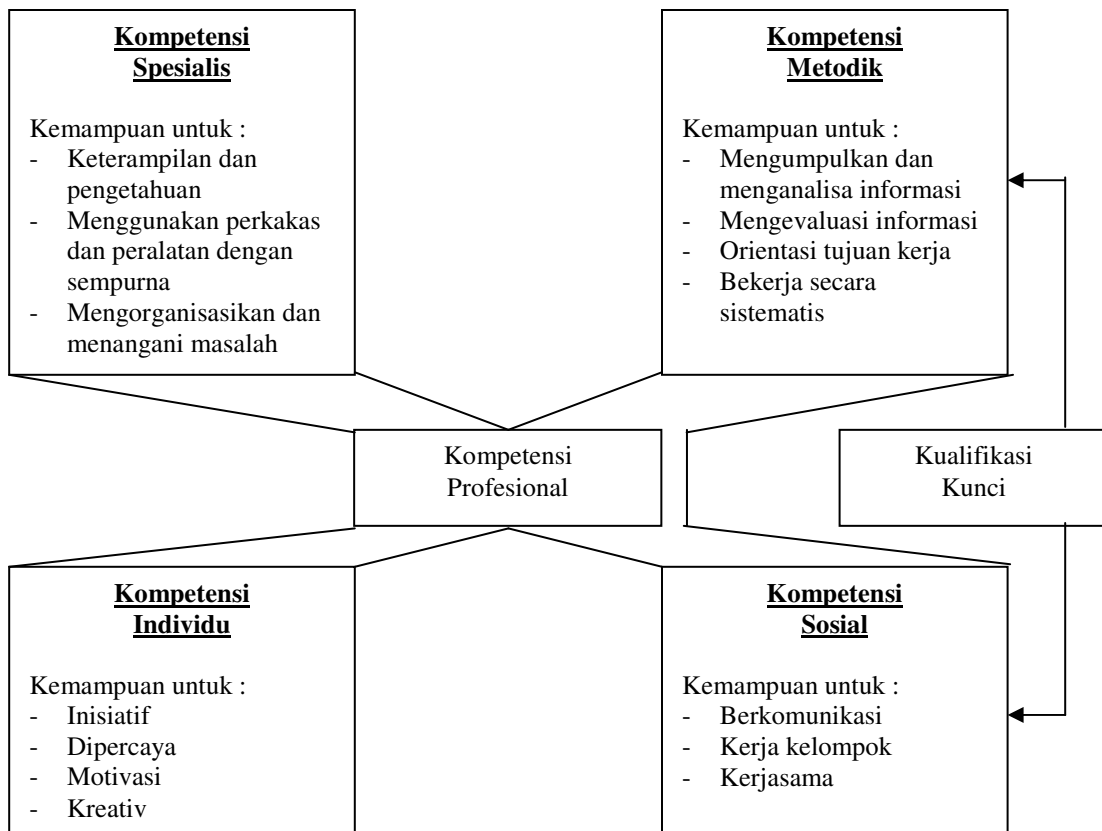 Kompetensi
Spesialis
Kemampuan untuk :
- Keterampilan dan
pengetahuan
- Menggunakan perkakas
dan peralatan dengan
sempurna
- Mengorganisasikan dan
menangani masalah
Kompetensi
Metodik
Kemampuan untuk :
- Mengumpulkan dan
menganalisa informasi
- Mengevaluasi informasi
- Orientasi tujuan kerja
- Bekerja secara
sistematis
Kompetensi
Profesional
Kualifikasi
Kunci
Kompetensi
Individu
Kemampuan untuk :
- Inisiatif
- Dipercaya
- Motivasi
- Kreativ
Kompetensi
Sosial
Kemampuan untuk :
- Berkomunikasi
- Kerja kelompok
- Kerjasama